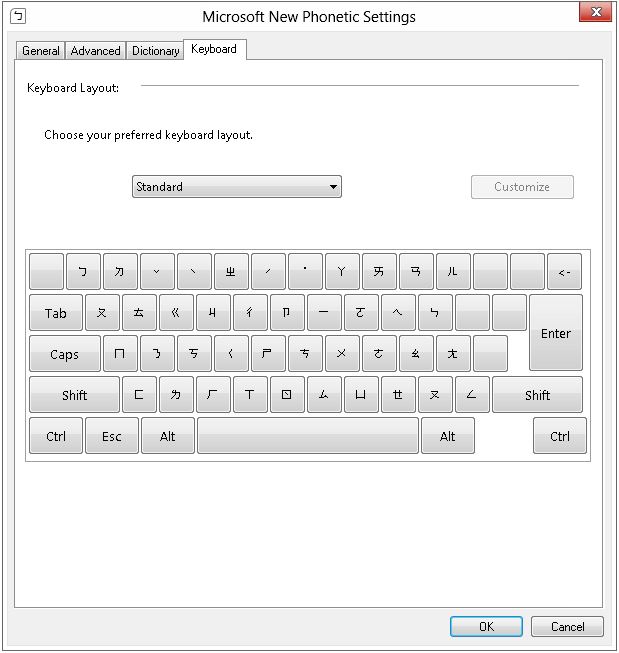 ㄅ Microsoft New Phonetic Settings x
General Advanced Dictionary Keyboard
Keyboard Layout:
Choose your preferred keyboard layout.
Standard Customize
ㄅ ㄉ ˇ ˋ ㄓ ˊ ˙ ㄚ ㄞ ㄢ ㄦ <-
Tab ㄆ ㄊ ㄍ ㄐ ㄔ ㄗ ㄧ ㄛ ㄟ ㄣ Enter
Caps ㄇ ㄋ ㄎ ㄑ ㄕ ㄘ ㄨ ㄜ ㄠ ㄤ
Shift ㄈ ㄌ ㄏ ㄒ ㄖ ㄙ ㄩ ㄝ ㄡ ㄥ Shift
Ctrl Esc Alt Alt Ctrl
OK Cancel